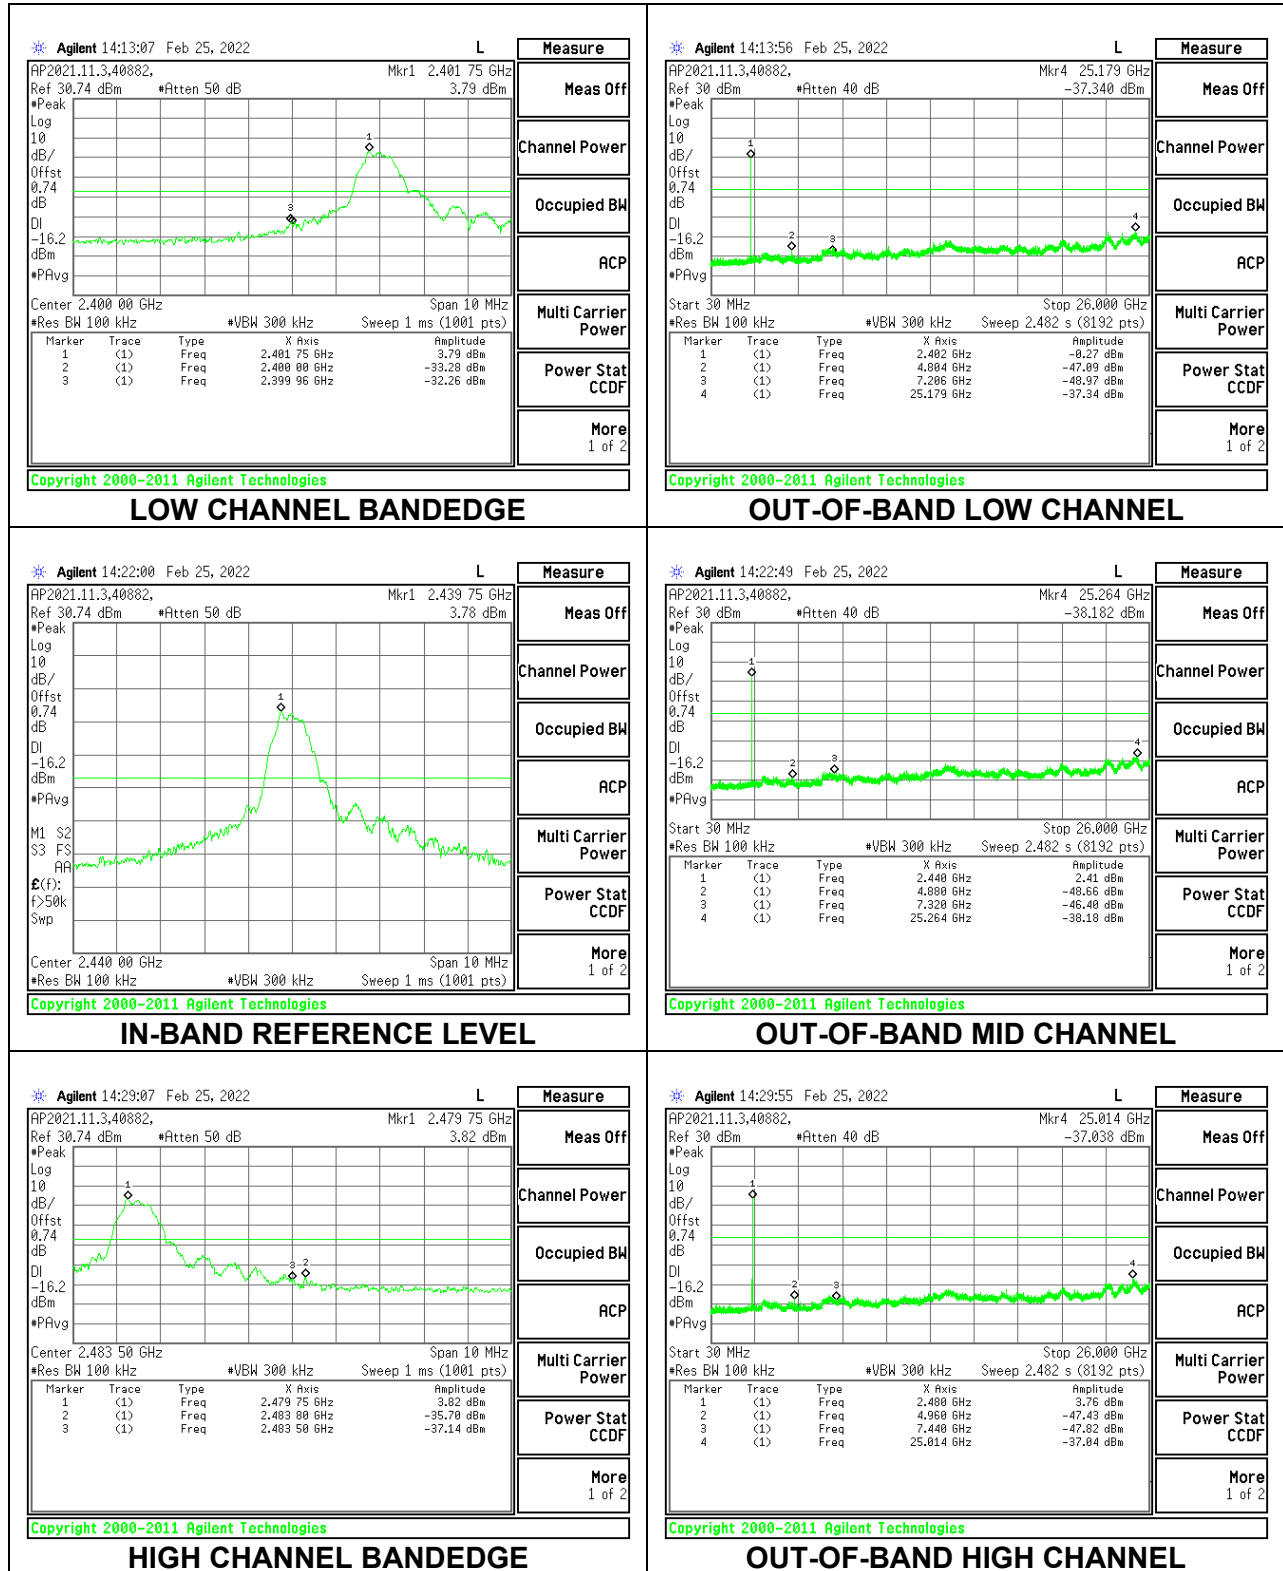 Agilent 14:13:07 Feb 25, 2022 L Measure
AP2021.11.3,40882, Mkr1 2.401 75 GHz
Ref 30.74 dBm #Atten 50 dB 3.79 dBm
Meas Off
#Peak
Log
10
dB/
Offst
0.74
dB
DI
-16.2
dBm
#PAvg
1
3
Channel Power
Occupied BW
ACP
Multi Carrier
Power
Power Stat
CCDF
More
1 of 2
Center 2.400 00 GHz Span 10 MHz
#Res BW 100 kHz #VBW 300 kHz Sweep 1 ms (1001 pts)
Marker Trace Type X Axis Amplitude
1 (1) Freq 2.401 75 GHz 3.79 dBm
2 (1) Freq 2.400 00 GHz -33.28 dBm
3 (1) Freq 2.399 96 GHz -32.26 dBm
Copyright 2000-2011 Agilent Technologies
LOW CHANNEL BANDEDGE
Agilent 14:13:56 Feb 25, 2022 L Measure
AP2021.11.3,40882, Mkr4 25.179 GHz
Ref 30 dBm #Atten 40 dB -37.340 dBm
Meas Off
#Peak
Log
10
dB/
Offst
0.74
dB
DI
-16.2
dBm
#PAvg
1
2
3
4
Channel Power
Occupied BW
ACP
Multi Carrier
Power
Power Stat
CCDF
More
1 of 2
Start 30 MHz Stop 26.000 GHz
#Res BW 100 kHz #VBW 300 kHz Sweep 2.482 s (8192 pts)
Marker Trace Type X Axis Amplitude
1 (1) Freq 2.402 GHz -0.27 dBm
2 (1) Freq 4.804 GHz -47.09 dBm
3 (1) Freq 7.206 GHz -48.97 dBm
4 (1) Freq 25.179 GHz -37.34 dBm
Copyright 2000-2011 Agilent Technologies
OUT-OF-BAND LOW CHANNEL
Agilent 14:22:00 Feb 25, 2022 L Measure
AP2021.11.3,40882, Mkr1 2.439 75 GHz
Ref 30.74 dBm #Atten 50 dB 3.78 dBm
Meas Off
#Peak
Log
10
dB/
Offst
0.74
dB
DI
-16.2
dBm
#PAvg
M1 S2
S3 FS
AA
£(f):
f>50k
Swp
1
Channel Power
Occupied BW
ACP
Multi Carrier
Power
Power Stat
CCDF
More
1 of 2
Center 2.440 00 GHz Span 10 MHz
#Res BW 100 kHz #VBW 300 kHz Sweep 1 ms (1001 pts)
Copyright 2000-2011 Agilent Technologies
IN-BAND REFERENCE LEVEL
Agilent 14:22:49 Feb 25, 2022 L Measure
AP2021.11.3,40882, Mkr4 25.264 GHz
Ref 30 dBm #Atten 40 dB -38.182 dBm
Meas Off
#Peak
Log
10
dB/
Offst
0.74
dB
DI
-16.2
dBm
#PAvg
1
2
3
4
Channel Power
Occupied BW
ACP
Multi Carrier
Power
Power Stat
CCDF
More
1 of 2
Start 30 MHz Stop 26.000 GHz
#Res BW 100 kHz #VBW 300 kHz Sweep 2.482 s (8192 pts)
Marker Trace Type X Axis Amplitude
1 (1) Freq 2.440 GHz 2.41 dBm
2 (1) Freq 4.880 GHz -48.66 dBm
3 (1) Freq 7.320 GHz -46.40 dBm
4 (1) Freq 25.264 GHz -38.18 dBm
Copyright 2000-2011 Agilent Technologies
OUT-OF-BAND MID CHANNEL
Agilent 14:29:07 Feb 25, 2022 L Measure
AP2021.11.3,40882, Mkr1 2.479 75 GHz
Ref 30.74 dBm #Atten 50 dB 3.82 dBm
Meas Off
#Peak
Log
10
dB/
Offst
0.74
dB
DI
-16.2
dBm
#PAvg
1
3 2
Channel Power
Occupied BW
ACP
Multi Carrier
Power
Power Stat
CCDF
More
1 of 2
Center 2.483 50 GHz Span 10 MHz
#Res BW 100 kHz #VBW 300 kHz Sweep 1 ms (1001 pts)
Marker Trace Type X Axis Amplitude
1 (1) Freq 2.479 75 GHz 3.82 dBm
2 (1) Freq 2.483 80 GHz -35.70 dBm
3 (1) Freq 2.483 50 GHz -37.14 dBm
Copyright 2000-2011 Agilent Technologies
HIGH CHANNEL BANDEDGE
Agilent 14:29:55 Feb 25, 2022 L Measure
AP2021.11.3,40882, Mkr4 25.014 GHz
Ref 30 dBm #Atten 40 dB -37.038 dBm
Meas Off
#Peak
Log
10
dB/
Offst
0.74
dB
DI
-16.2
dBm
#PAvg
1
2
3
4
Channel Power
Occupied BW
ACP
Multi Carrier
Power
Power Stat
CCDF
More
1 of 2
Start 30 MHz Stop 26.000 GHz
#Res BW 100 kHz #VBW 300 kHz Sweep 2.482 s (8192 pts)
Marker Trace Type X Axis Amplitude
1 (1) Freq 2.480 GHz 3.76 dBm
2 (1) Freq 4.960 GHz -47.43 dBm
3 (1) Freq 7.440 GHz -47.82 dBm
4 (1) Freq 25.014 GHz -37.04 dBm
Copyright 2000-2011 Agilent Technologies
OUT-OF-BAND HIGH CHANNEL